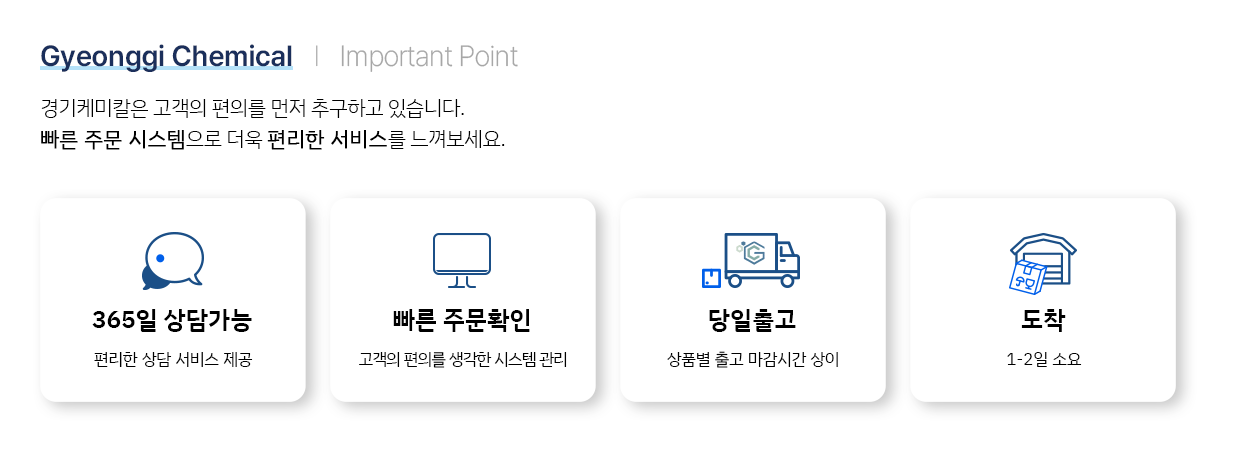 Gyeonggi Chemical | Important Point
경기케미칼은 고객의 편의를 먼저 추구하고 있습니다.
빠른 주문 시스템으로 더욱 편리한 서비스를 느껴보세요.
365일 상담가능
편리한 상담 서비스 제공
빠른 주문확인
고객의 편의를 생각한 시스템 관리
당일출고
상품별 출고 마감시간 상이
도착
1-2일 소요